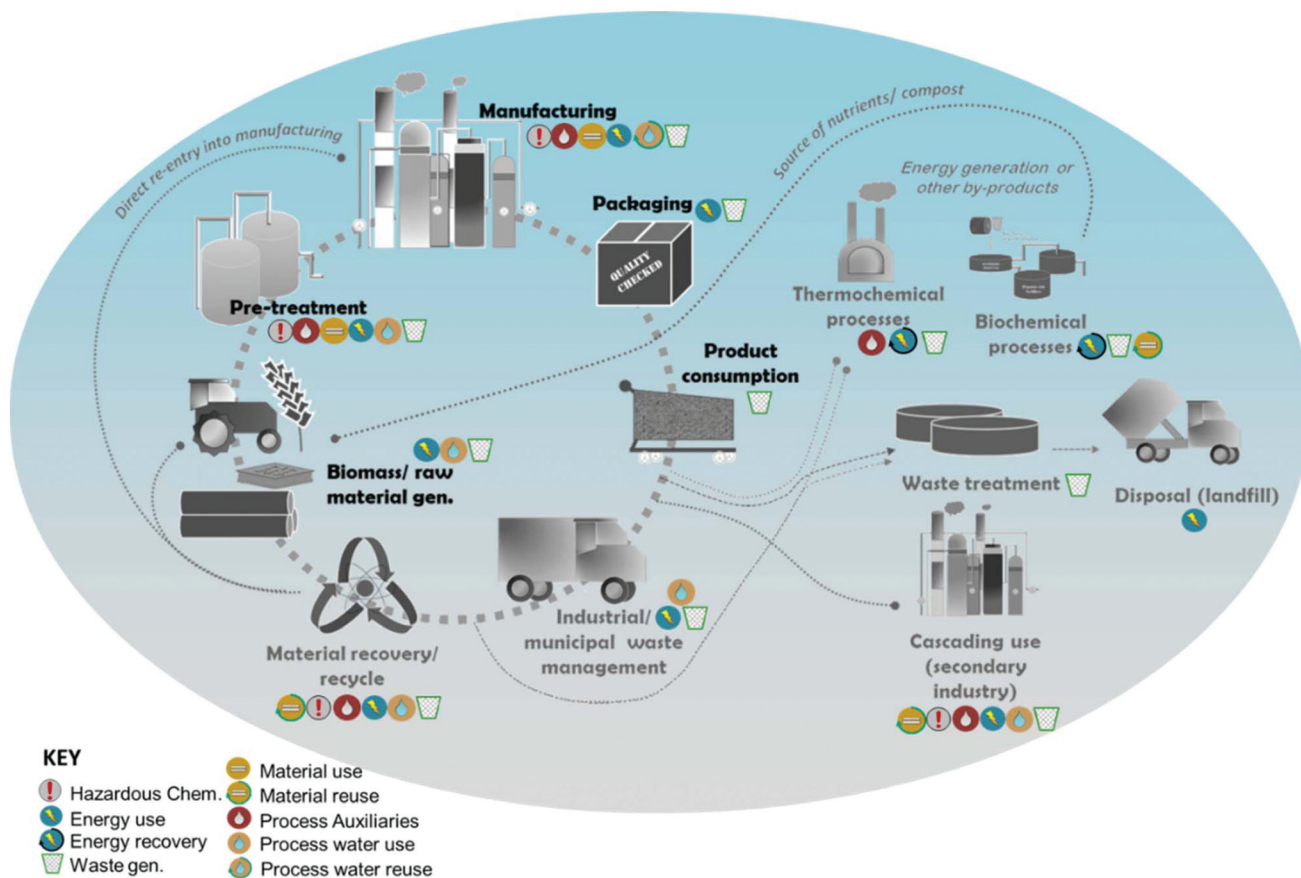 Manufacturing
Direct re-entry into manufacturing
Source of nutrients/ compost
Energy generation or
other by-products
Packaging
QUALITY
CHECKED
Pre-treatment
Thermochemical
processes
Biochemical
processes
Product
consumption
Biomass/ raw
material gen.
Waste treatment
Disposal (landfill)
Industrial/
municipal waste
management
Material recovery/
recycle
Cascading use
(secondary
industry)
KEY
Hazardous Chem.
Energy use
Energy recovery
Waste gen.
Material use
Material reuse
Process Auxiliaries
Process water use
Process water reuse